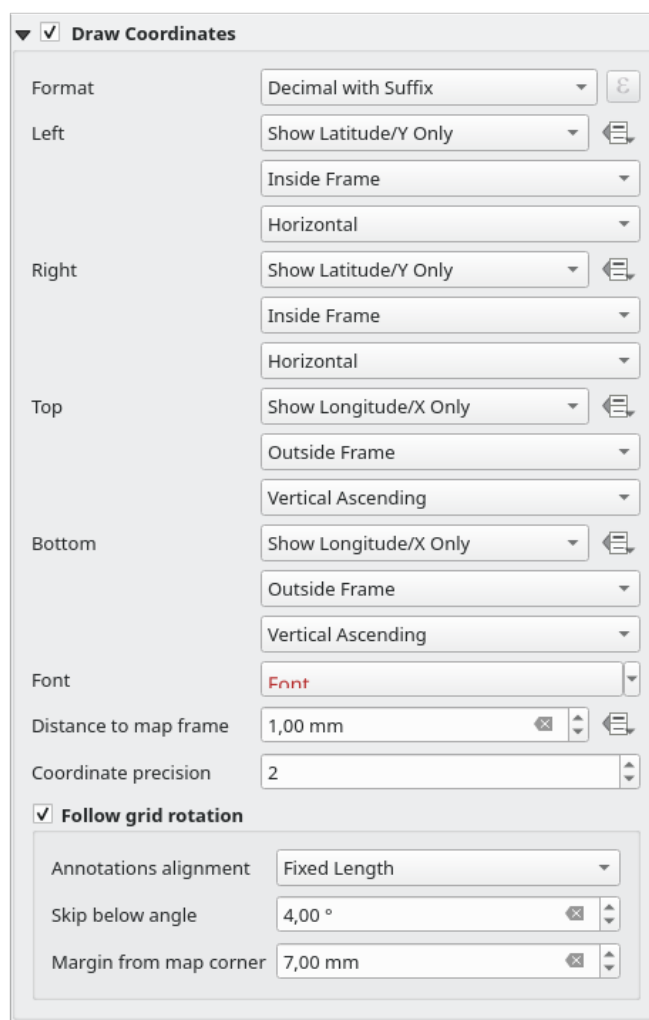 Draw Coordinates
Format Decimal with Suffix ε
Left Show Latitude/Y Only
Inside Frame
Horizontal
Right Show Latitude/Y Only
Inside Frame
Horizontal
Top Show Longitude/X Only
Outside Frame
Vertical Ascending
Bottom Show Longitude/X Only
Outside Frame
Vertical Ascending
Font Font
Distance to map frame 1,00 mm
Coordinate precision 2
Follow grid rotation
Annotations alignment Fixed Length
Skip below angle 4,00 °
Margin from map corner 7,00 mm